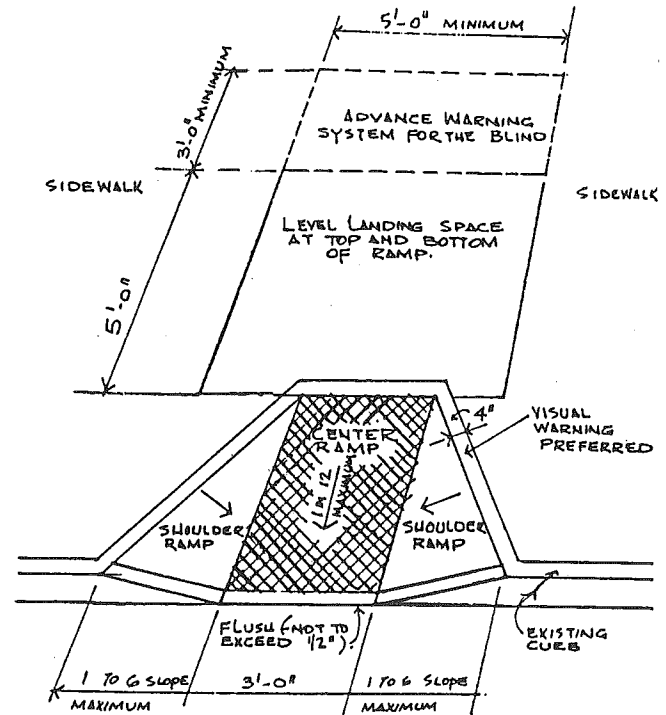 5'-0" MINIMUM
3'-0" MINIMUM
ADVANCE WARNING
SYSTEM FOR THE BLIND
SIDEWALK
SIDEWALK
LEVEL LANDING SPACE
AT TOP AND BOTTOM
OF RAMP.
5'-0"
4"
VISUAL
WARNING
PREFERRED
CENTER
RAMP
1 IN 12
MAXIMUM
SHOULDER
RAMP
SHOULDER
RAMP
FLUSH (NOT TO
EXCEED 1/2")
EXISTING
CURB
1 TO 6 SLOPE
MAXIMUM
3'-0"
1 TO 6 SLOPE
MAXIMUM